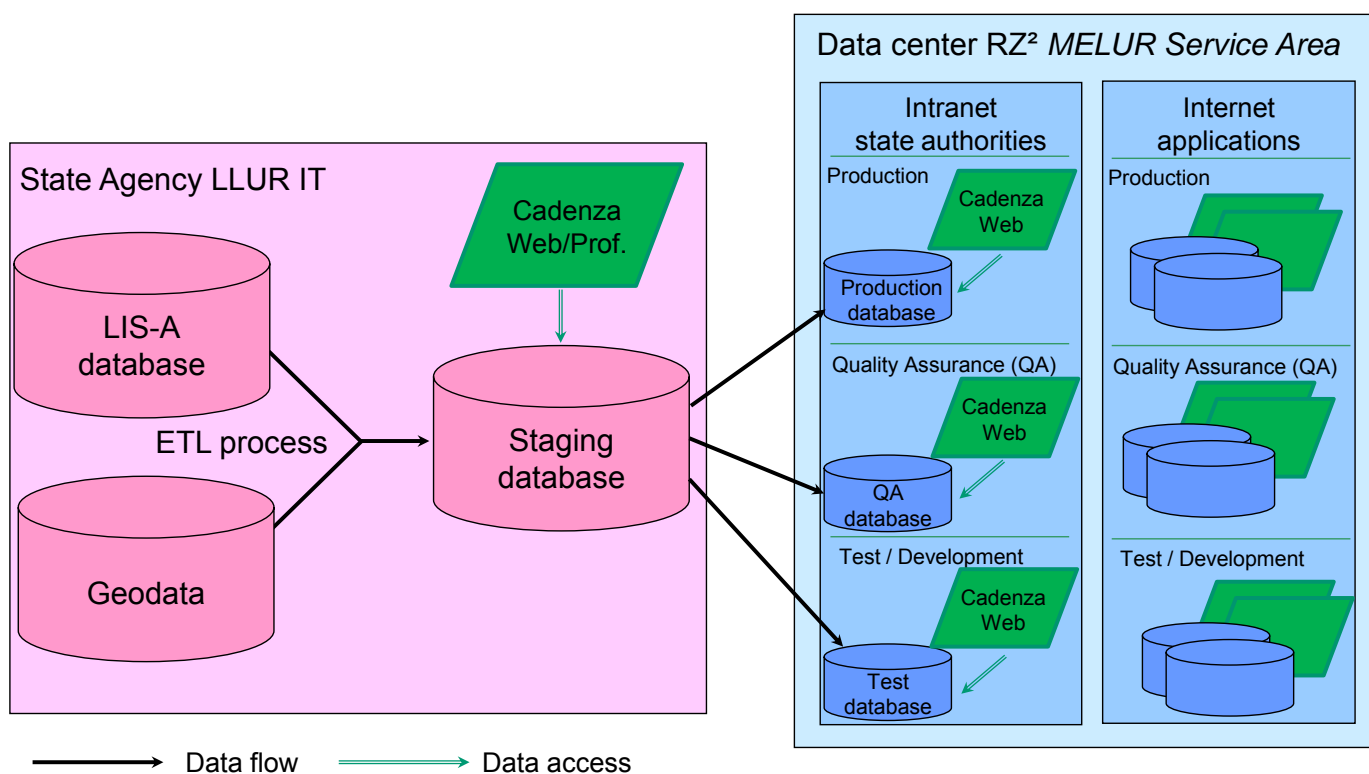 Data center RZ² MELUR Service Area
State Agency LLUR IT
LIS-A
database
ETL process
Geodata
Cadenza
Web/Prof.
Staging
database
Intranet
state authorities
Production
Cadenza
Web
Production
database
Quality Assurance (QA)
Cadenza
Web
QA
database
Test / Development
Cadenza
Web
Test
database
Internet
applications
Production
Quality Assurance (QA)
Test / Development
Data flow
Data access